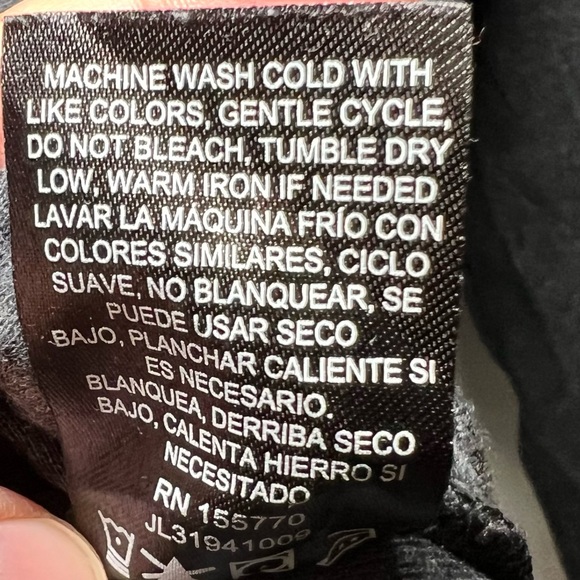 MACHINE WASH COLD WITH
LIKE COLORS, GENTLE CYCLE,
DO NOT BLEACH, TUMBLE DRY
LOW, WARM IRON IF NEEDED
LAVAR LA MAQUINA FRÍO CON
COLORES SIMILARES, CICLO
SUAVE, NO BLANQUEAR, SE
PUEDE USAR SECO
BAJO, PLANCHAR CALIENTE SI
ES NECESARIO.
BLANQUEA, DERRIBA SECO
BAJO, CALENTA HIERRO SI
NECESITADO
RN 155770
JL31941009